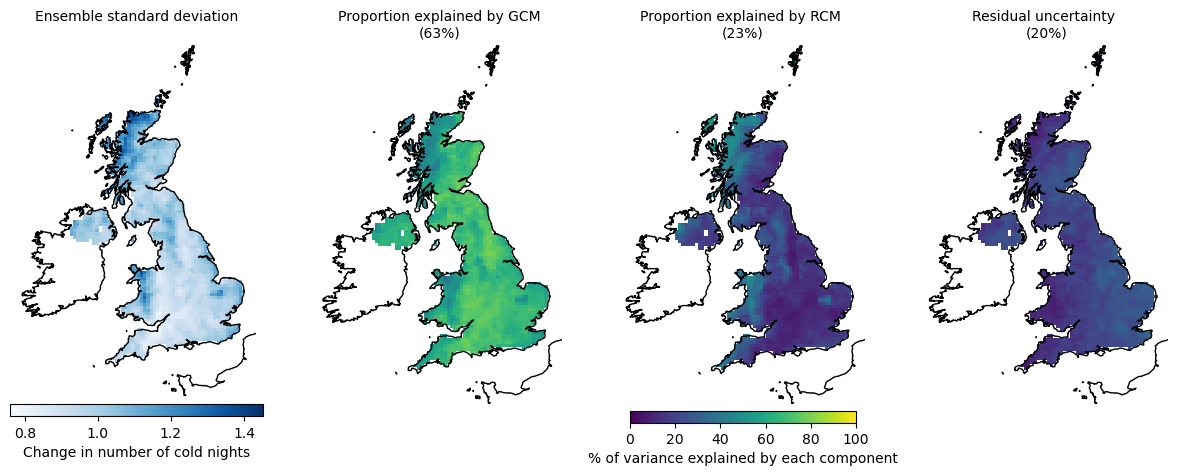 Ensemble standard deviation
Proportion explained by GCM
(63%)
Proportion explained by RCM
(23%)
Residual uncertainty
(20%)
0.8 1.0 1.2 1.4
Change in number of cold nights
0 20 40 60 80 100
% of variance explained by each component